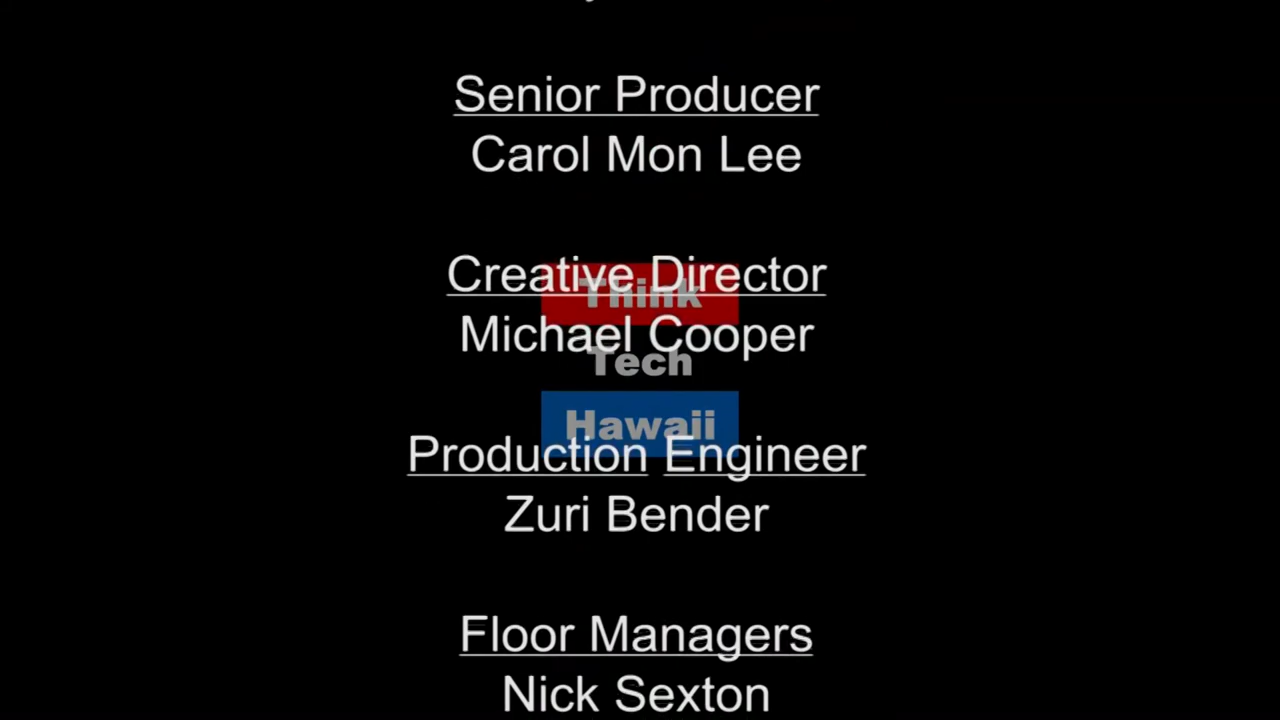 Senior Producer
Carol Mon Lee
Creative Director
Think
Michael Cooper
Tech
Hawaii
Production Engineer
Zuri Bender
Floor Managers
Nick Sexton